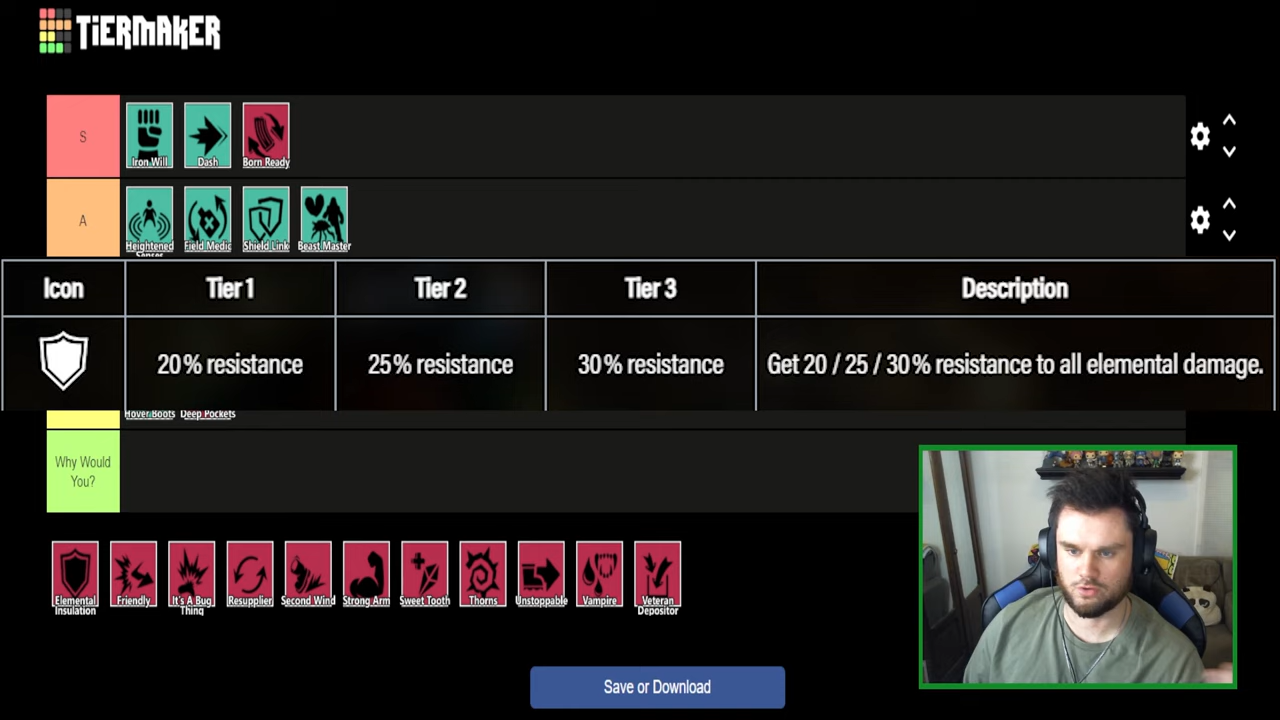 TiERMAKER
S
Iron Will
Dash
Born Ready
A
Heightened
Senses
Field Medic
Shield Link
Beast Master
Icon
Tier 1
Tier 2
Tier 3
Description
20% resistance
25% resistance
30% resistance
Get 20 / 25 / 30% resistance to all elemental damage.
Hover Boots
Deep Pockets
Why Would
You?
Elemental
Insulation
Friendly
It's A Bug
Thing
Resupplier
Second Wind
Strong Arm
Sweet Tooth
Thorns
Unstoppable
Vampire
Veteran
Depositor
Save or Download